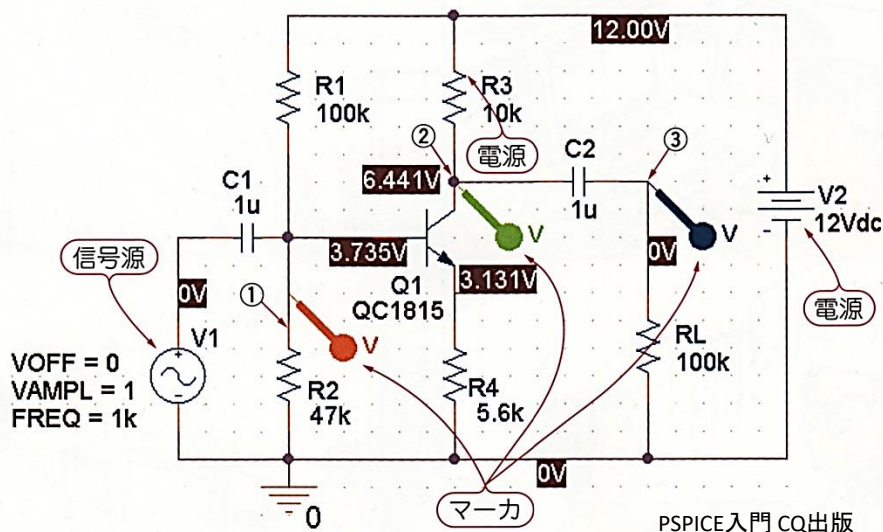 12.00V
R1
100k
R3
10k
②
電源
C2
1u
③
6.441V
C1
1u
V2
12Vdc
信号源
3.735V
V
0V
V
電源
Q1
QC1815
3.131V
0V
①
V1
VOFF = 0
VAMPL = 1
FREQ = 1k
V
R2
47k
R4
5.6k
RL
100k
0V
0
マーカ
PSPICE入門 CQ出版